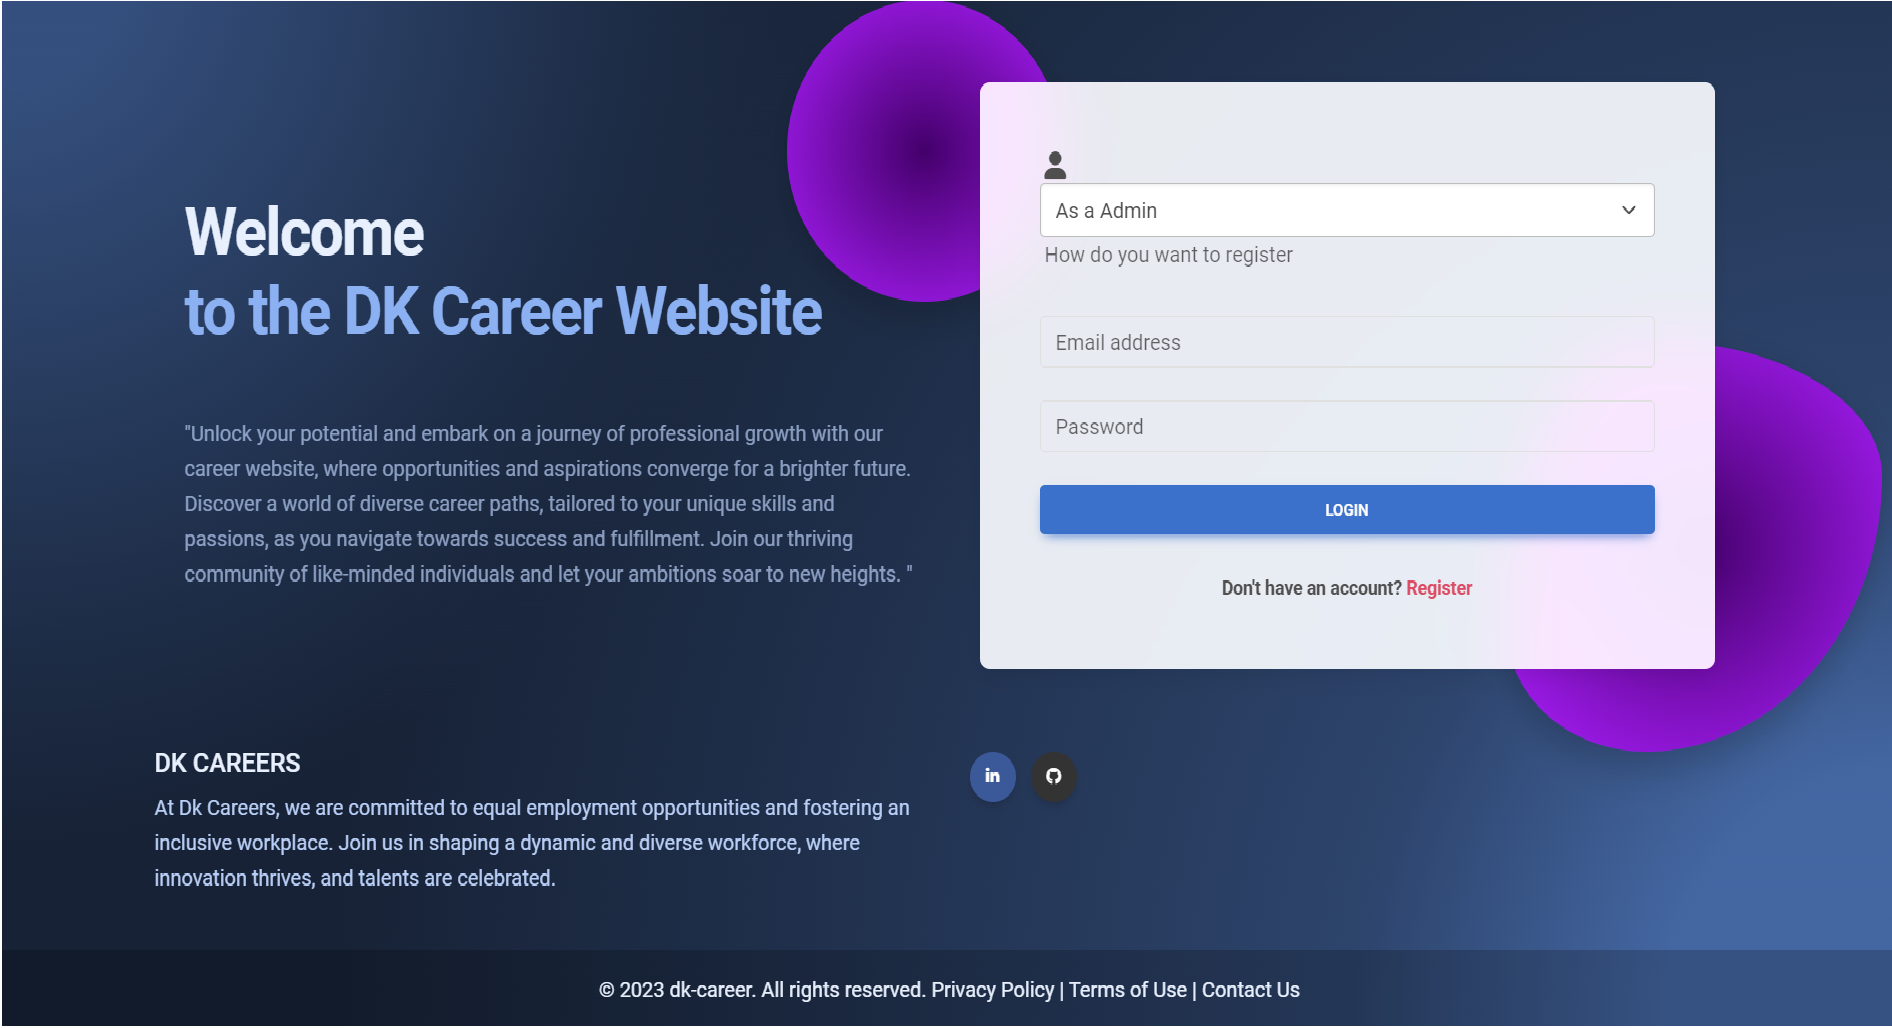 Welcome
to the DK Career Website
"Unlock your potential and embark on a journey of professional growth with our
career website, where opportunities and aspirations converge for a brighter future.
Discover a world of diverse career paths, tailored to your unique skills and
passions, as you navigate towards success and fulfillment. Join our thriving
community of like-minded individuals and let your ambitions soar to new heights. "
As a Admin
How do you want to register
Email address
Password
LOGIN
Don't have an account? Register
DK CAREERS
At Dk Careers, we are committed to equal employment opportunities and fostering an
inclusive workplace. Join us in shaping a dynamic and diverse workforce, where
innovation thrives, and talents are celebrated.
in
© 2023 dk-career. All rights reserved. Privacy Policy | Terms of Use | Contact Us